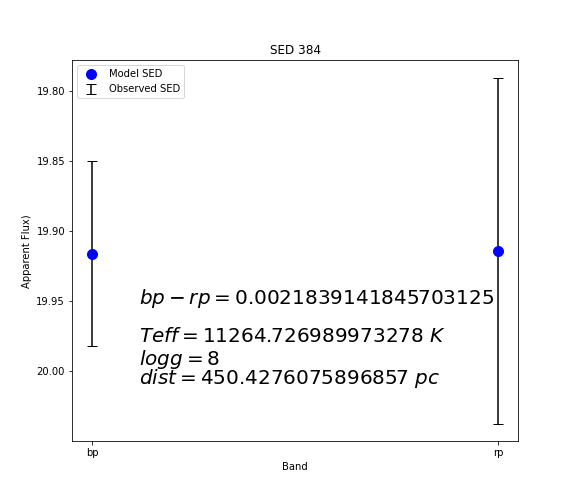 SED 384
Model SED
Observed SED
19.80
19.85
19.90
19.95
20.00
Apparent Flux)
bp − rp = 0.0021839141845703125
Teff = 11264.726989973278 K
logg = 8
dist = 450.4276075896857 pc
bp
rp
Band